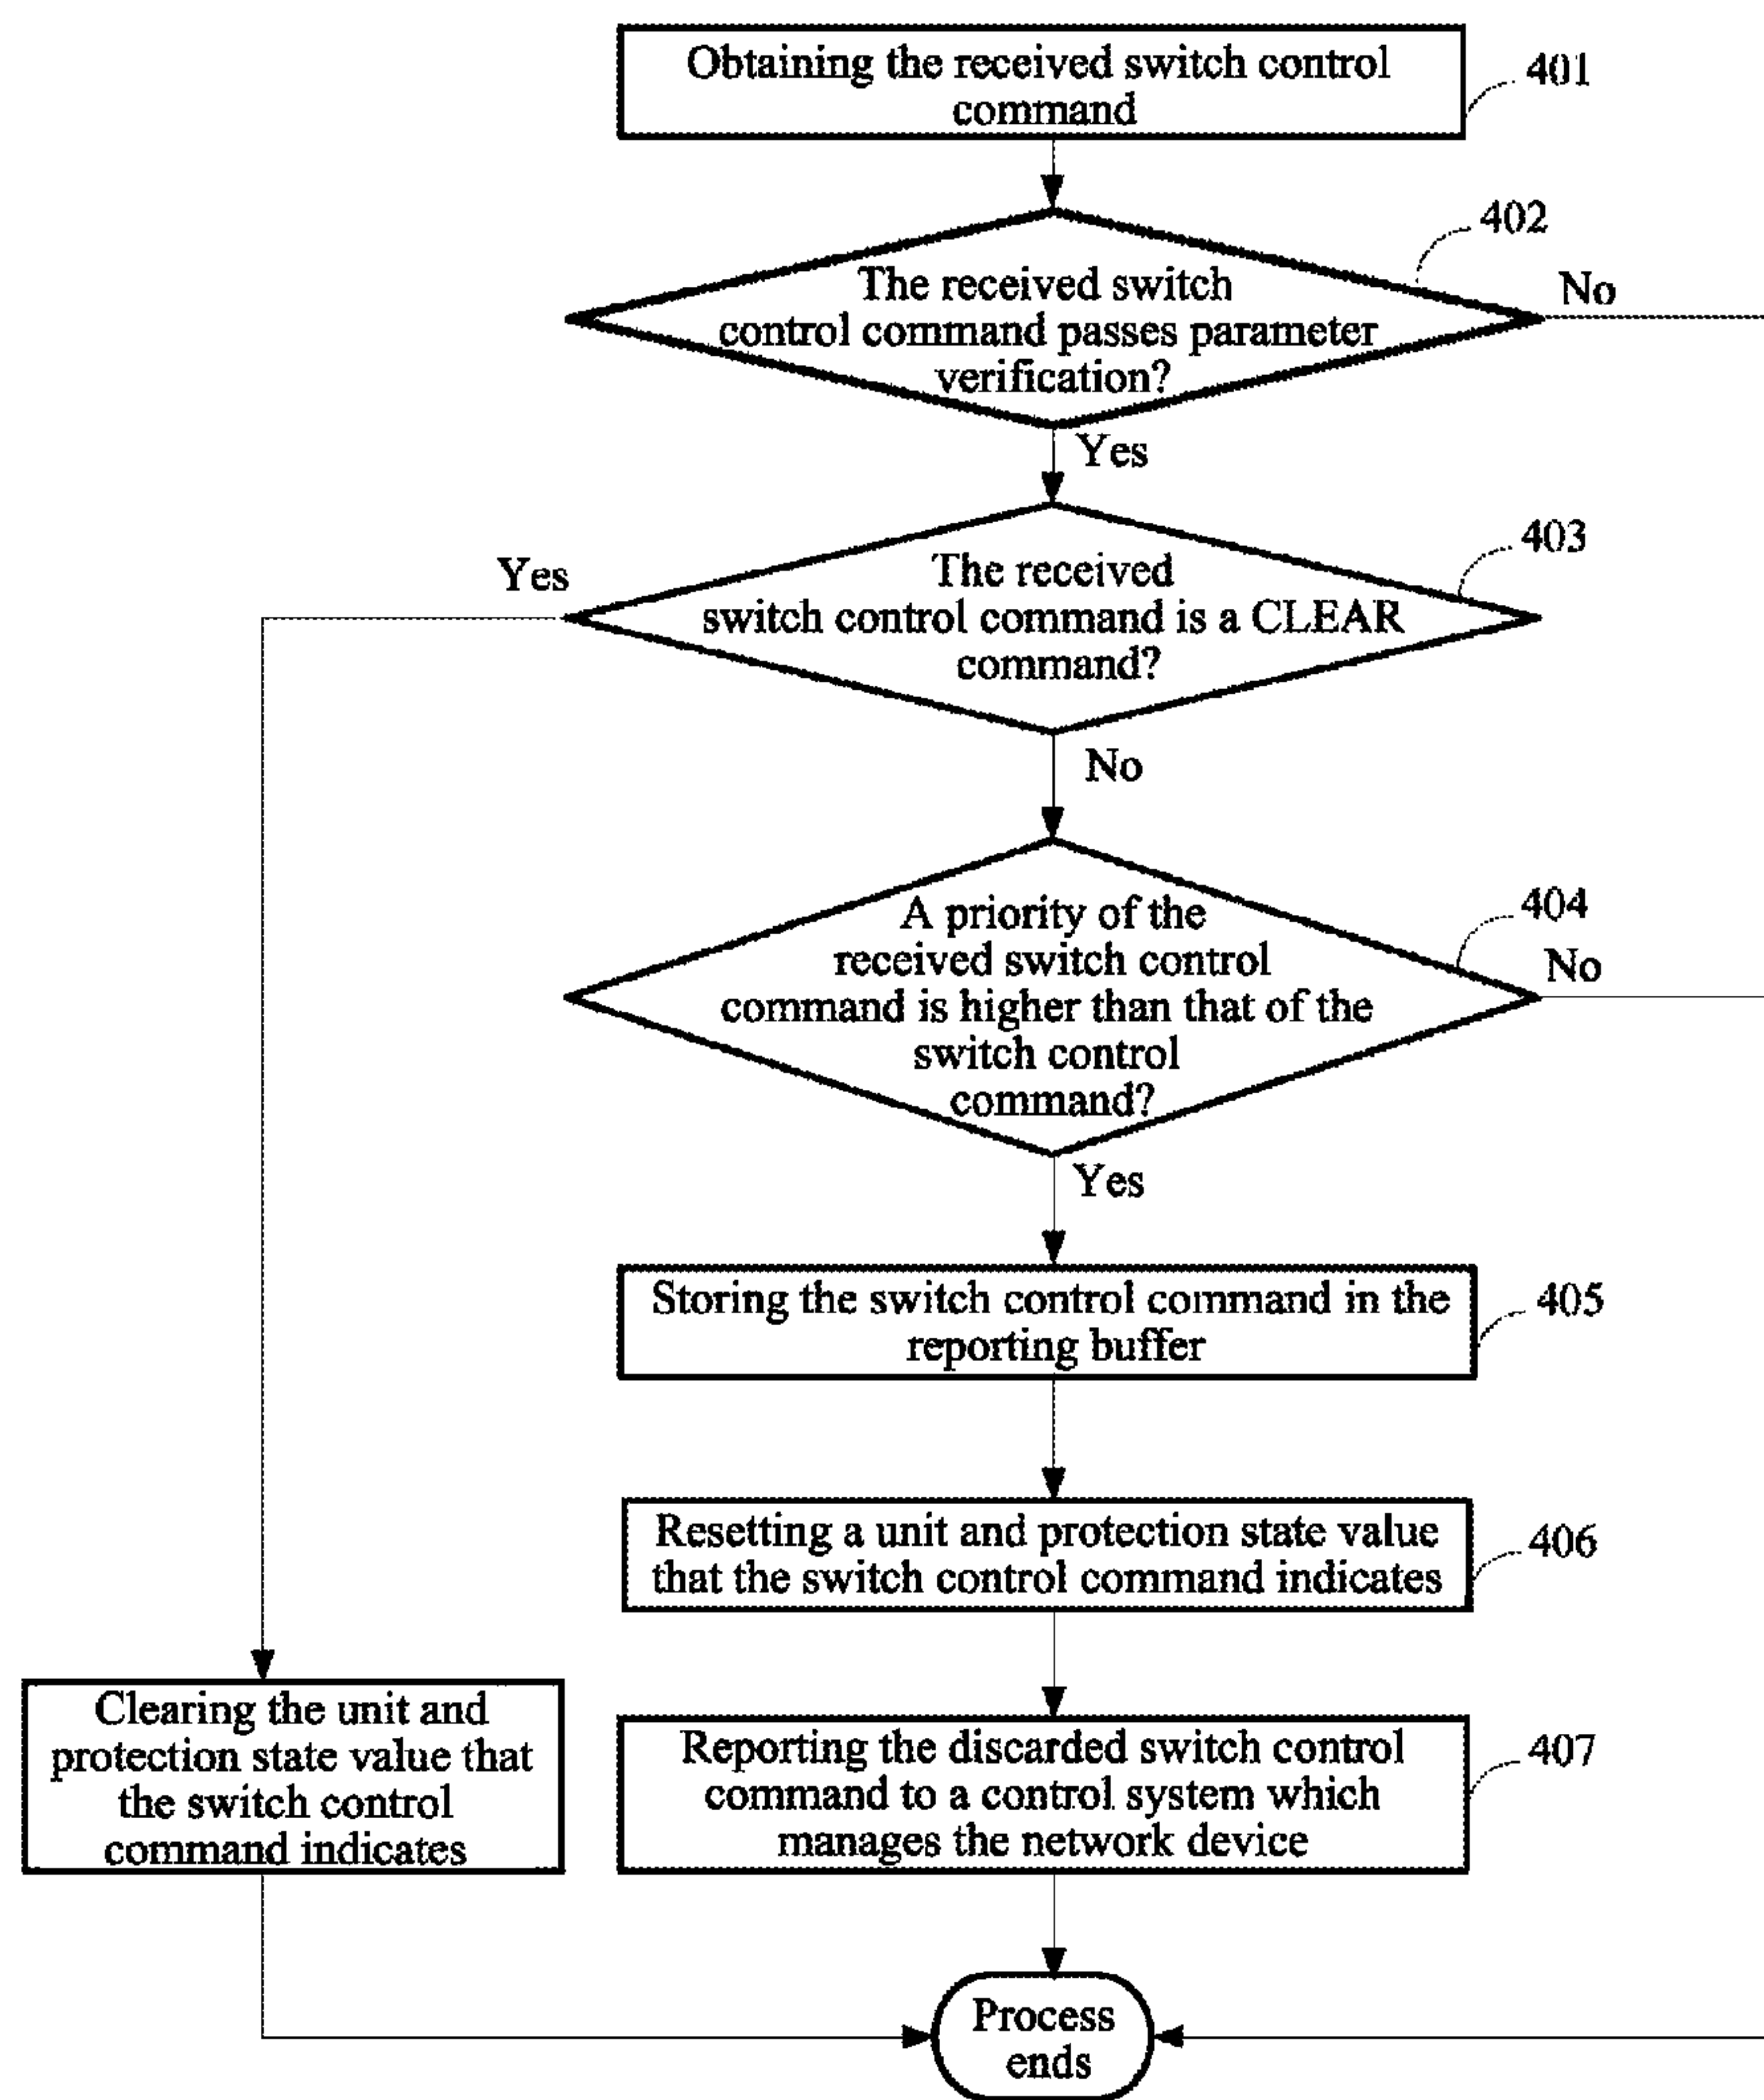 Obtaining the received switch control
command
401
402
The received switch
control command passes parameter
verification?
No
Yes
403
Yes
The received
switch control command is a CLEAR
command?
No
404
A priority of the
received switch control
command is higher than that of the
switch control
command?
No
Yes
Storing the switch control command in the
reporting buffer
405
Resetting a unit and protection state value
that the switch control command indicates
406
Clearing the unit and
protection state value that
the switch control
command indicates
Reporting the discarded switch control
command to a control system which
manages the network device
407
Process
ends